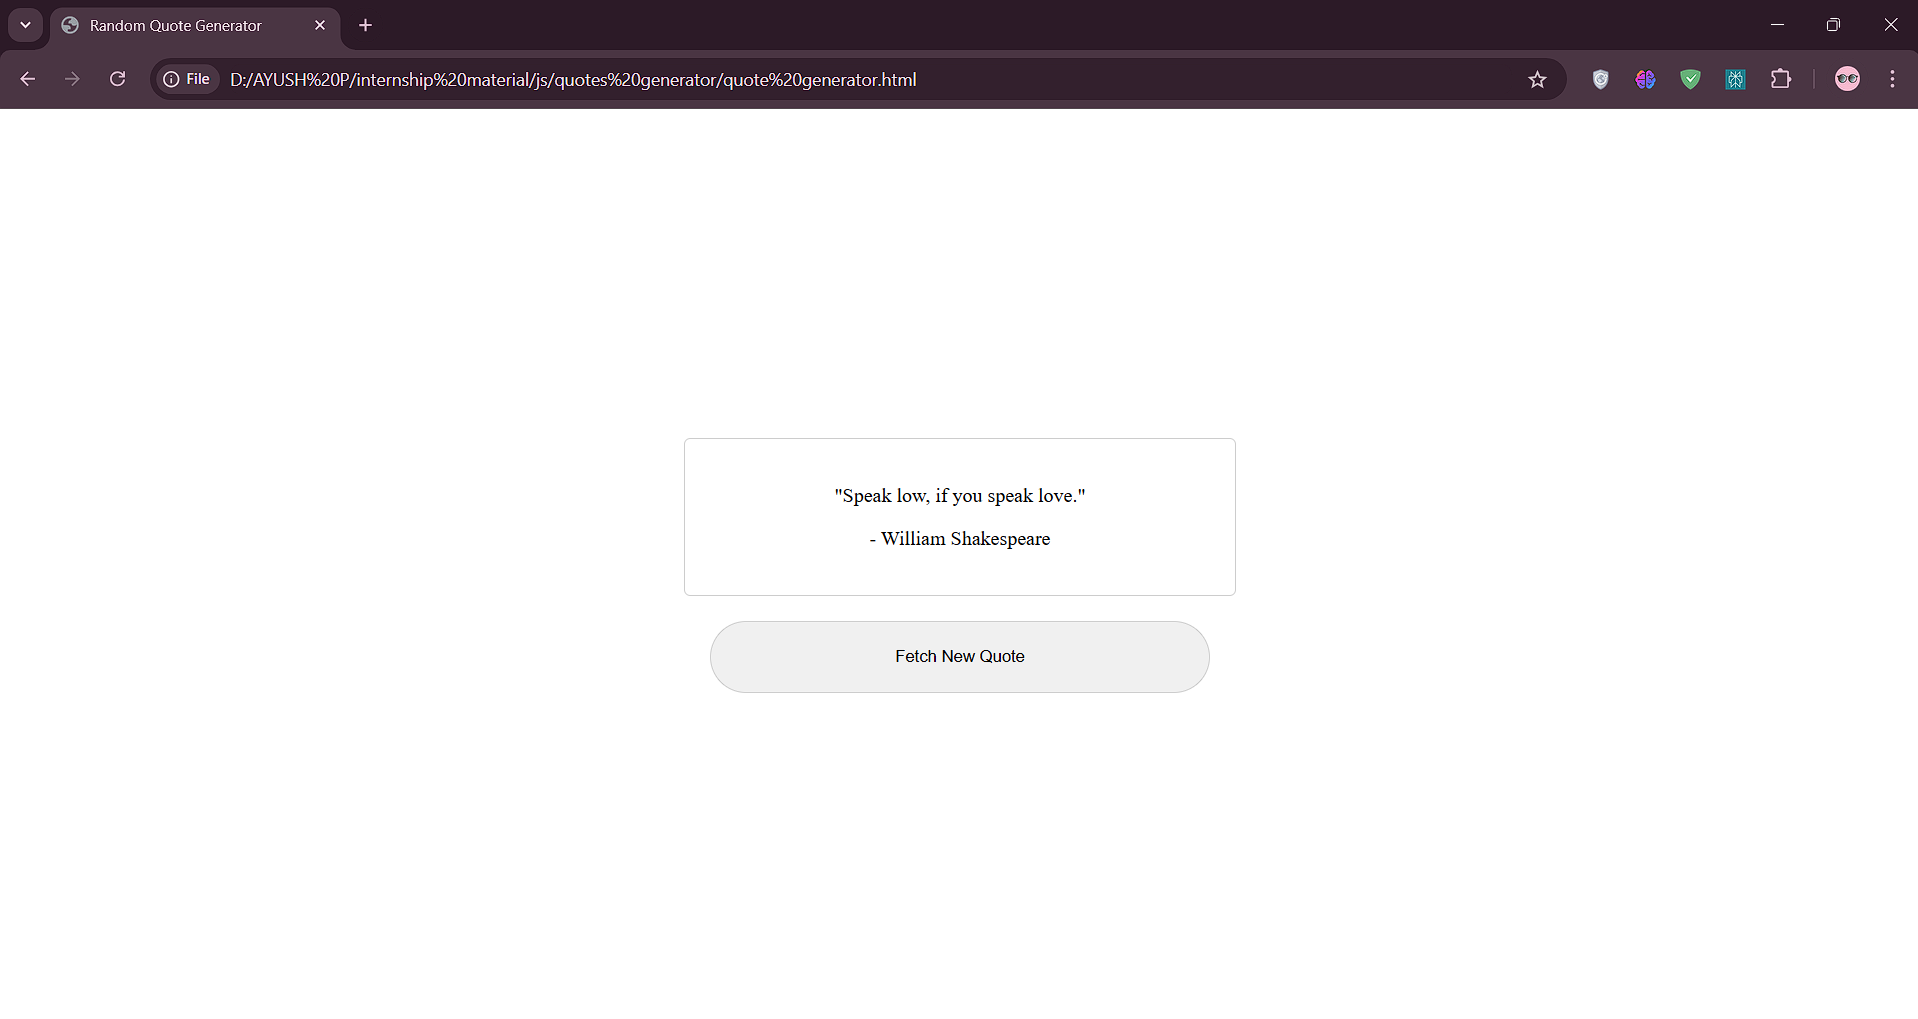 Random Quote Generator
File D:/AYUSH%20P/internship%20material/js/quotes%20generator/quote%20generator.html
"Speak low, if you speak love."
- William Shakespeare
Fetch New Quote